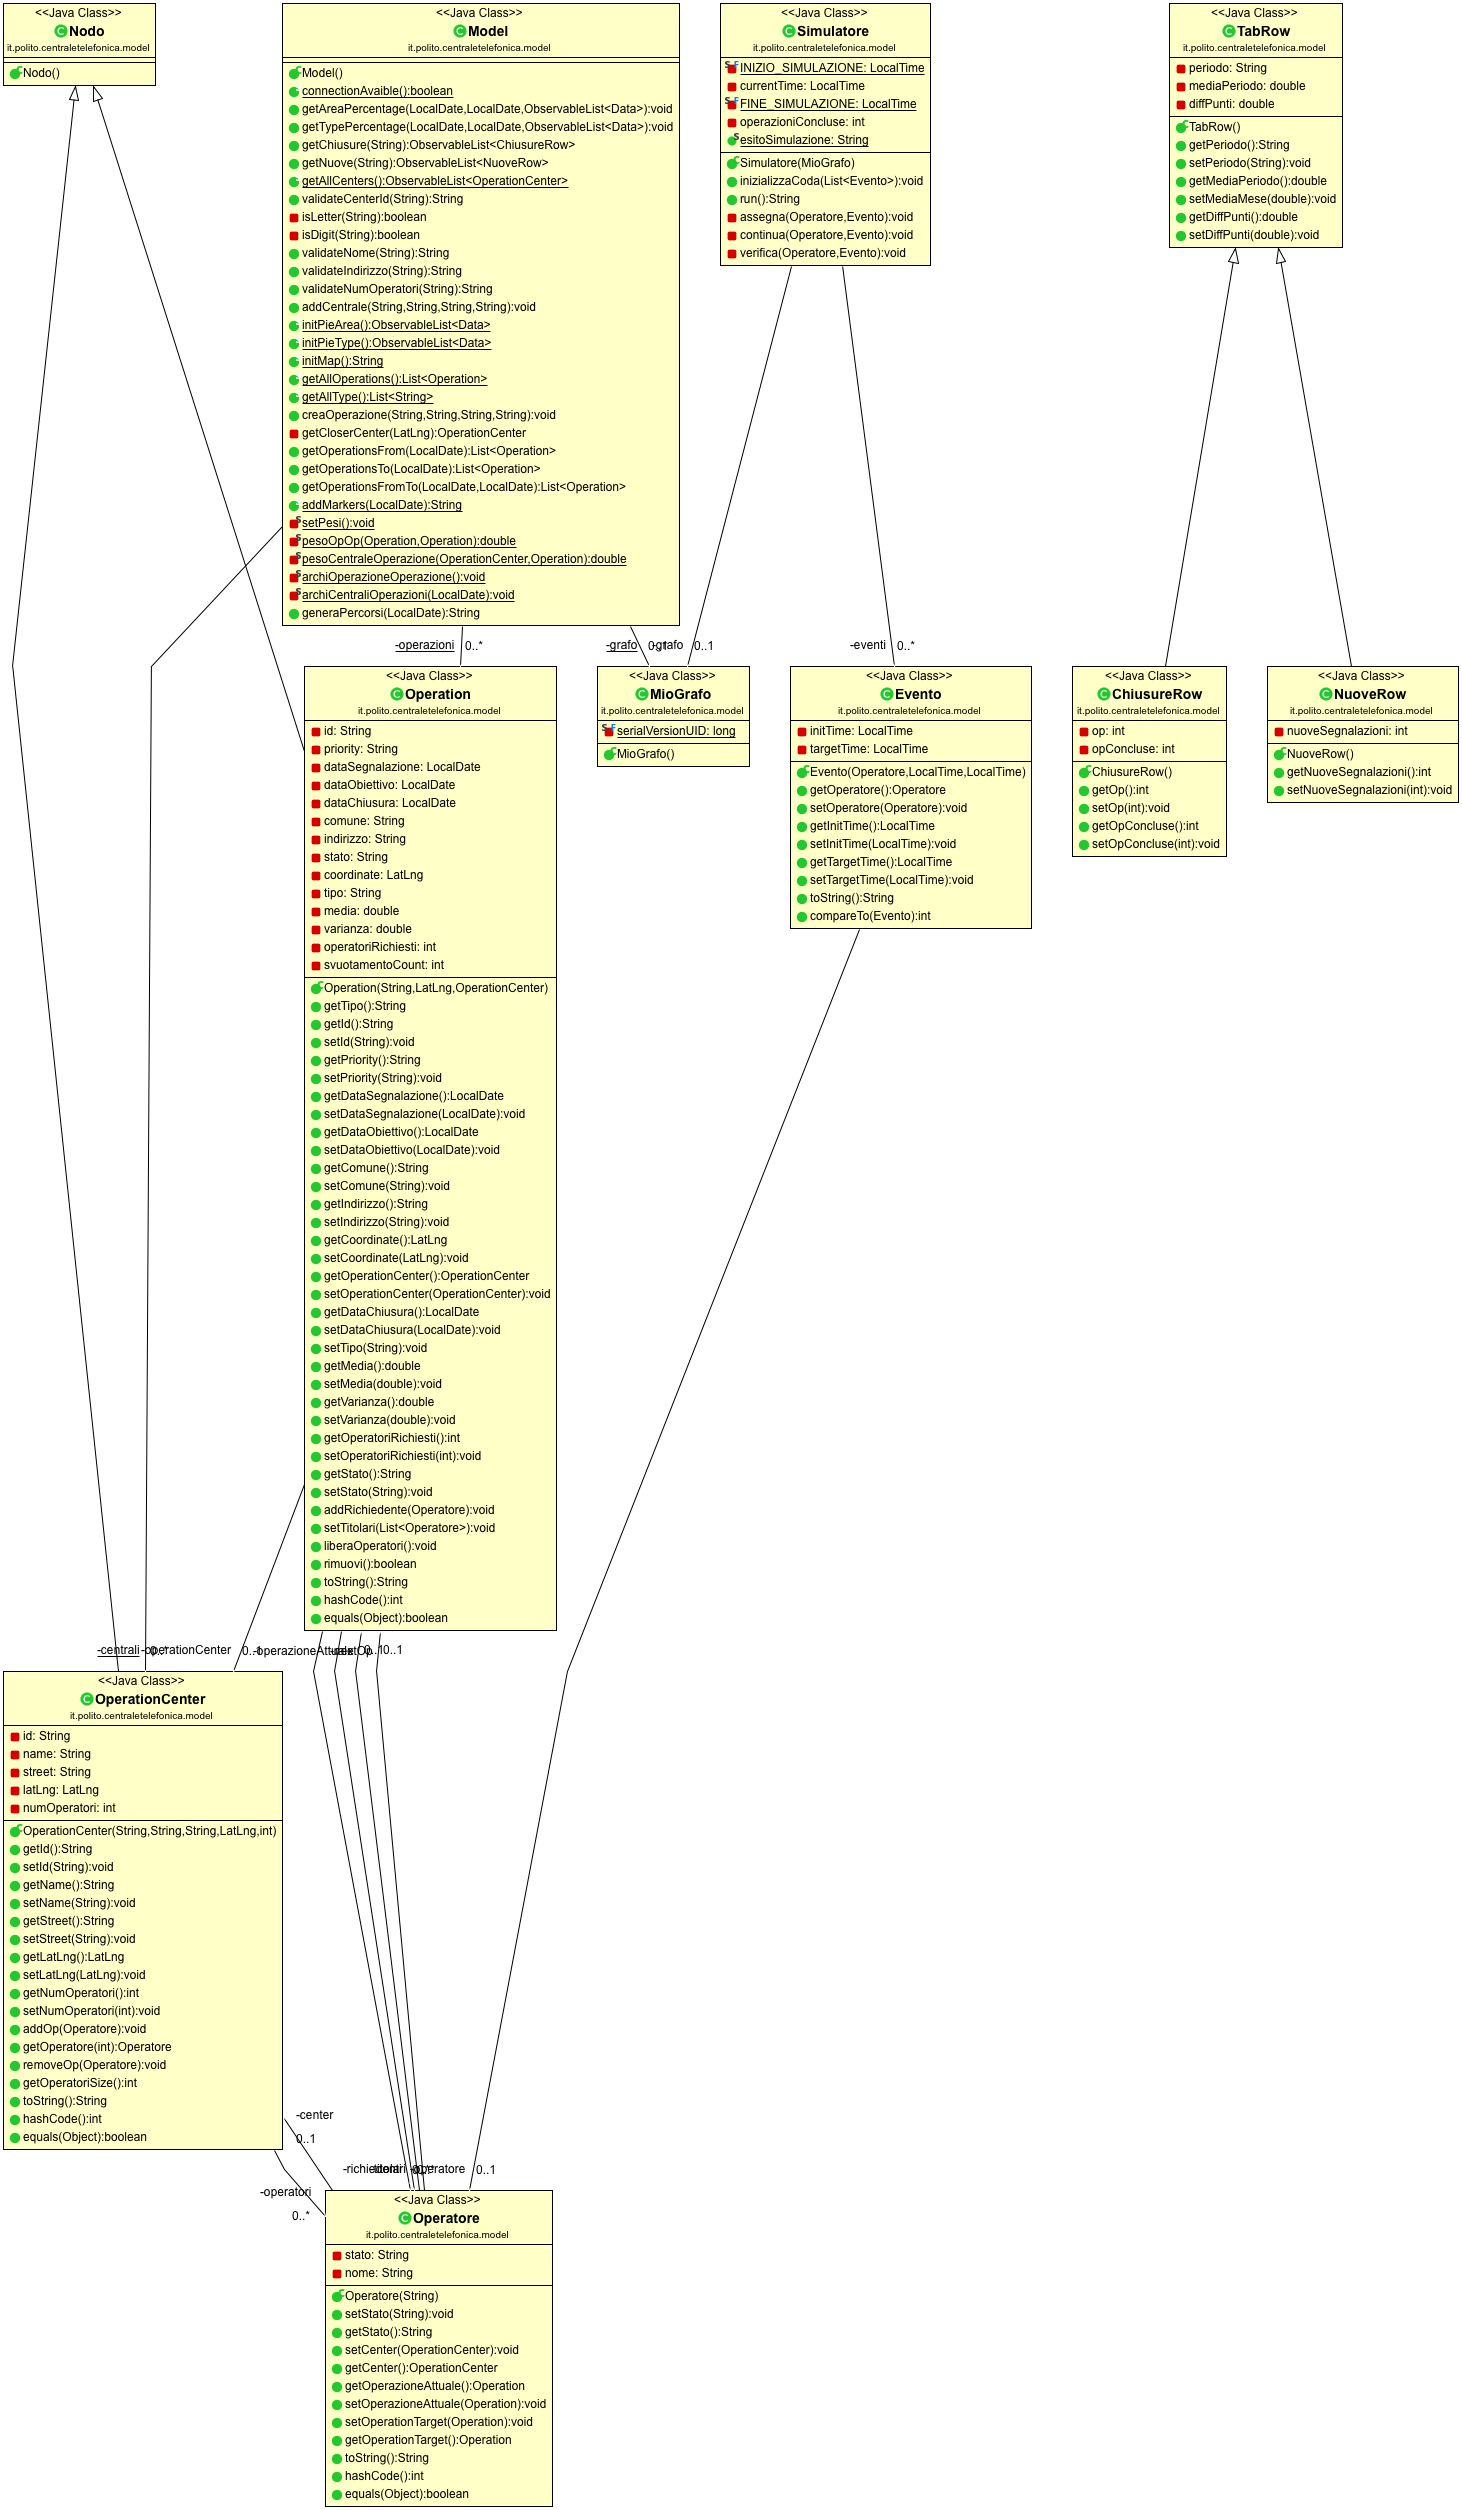 <<Java Class>>
Nodo
it.polito.centraletelefonica.model
Nodo()
<<Java Class>>
Model
it.polito.centraletelefonica.model
Model()
connectionAvaible():boolean
getAreaPercentage(LocalDate,LocalDate,ObservableList<Data>):void
getTypePercentage(LocalDate,LocalDate,ObservableList<Data>):void
getChiusure(String):ObservableList<ChiusureRow>
getNuove(String):ObservableList<NuoveRow>
getAllCenters():ObservableList<OperationCenter>
validateCenterId(String):String
isLetter(String):boolean
isDigit(String):boolean
validateNome(String):String
validateIndirizzo(String):String
validateNumOperatori(String):String
addCentrale(String,String,String,String):void
initPieArea():ObservableList<Data>
initPieType():ObservableList<Data>
initMap():String
getAllOperations():List<Operation>
getAllType():List<String>
creaOperazione(String,String,String,String):void
getCloserCenter(LatLng):OperationCenter
getOperationsFrom(LocalDate):List<Operation>
getOperationsTo(LocalDate):List<Operation>
getOperationsFromTo(LocalDate,LocalDate):List<Operation>
addMarkers(LocalDate):String
setPesi():void
pesoOpOp(Operation,Operation):double
pesoCentraleOperazione(OperationCenter,Operation):double
archiOperazioneOperazione():void
archiCentraliOperazioni(LocalDate):void
generaPercorsi(LocalDate):String
<<Java Class>>
Simulatore
it.polito.centraletelefonica.model
INIZIO_SIMULAZIONE: LocalTime
currentTime: LocalTime
FINE_SIMULAZIONE: LocalTime
operazioniConcluse: int
esitoSimulazione: String
Simulatore(MioGrafo)
inizializzaCoda(List<Evento>):void
run():String
assegna(Operatore,Evento):void
continua(Operatore,Evento):void
verifica(Operatore,Evento):void
<<Java Class>>
TabRow
it.polito.centraletelefonica.model
periodo: String
mediaPeriodo: double
diffPunti: double
TabRow()
getPeriodo():String
setPeriodo(String):void
getMediaPeriodo():double
setMediaMese(double):void
getDiffPunti():double
setDiffPunti(double):void
-operazioni 0..*
-grafo 0..1
-grafo 0..1
-eventi 0..*
<<Java Class>>
Operation
it.polito.centraletelefonica.model
id: String
priority: String
dataSegnalazione: LocalDate
dataObiettivo: LocalDate
dataChiusura: LocalDate
comune: String
indirizzo: String
stato: String
coordinate: LatLng
tipo: String
media: double
varianza: double
operatoriRichiesti: int
svuotamentoCount: int
Operation(String,LatLng,OperationCenter)
getTipo():String
getId():String
setId(String):void
getPriority():String
setPriority(String):void
getDataSegnalazione():LocalDate
setDataSegnalazione(LocalDate):void
getDataObiettivo():LocalDate
setDataObiettivo(LocalDate):void
getComune():String
setComune(String):void
getIndirizzo():String
setIndirizzo(String):void
getCoordinate():LatLng
setCoordinate(LatLng):void
getOperationCenter():OperationCenter
setOperationCenter(OperationCenter):void
getDataChiusura():LocalDate
setDataChiusura(LocalDate):void
setTipo(String):void
getMedia():double
setMedia(double):void
getVarianza():double
setVarianza(double):void
getOperatoriRichiesti():int
setOperatoriRichiesti(int):void
getStato():String
setStato(String):void
addRichiedente(Operatore):void
setTitolari(List<Operatore>):void
liberaOperatori():void
rimuovi():boolean
toString():String
hashCode():int
equals(Object):boolean
<<Java Class>>
MioGrafo
it.polito.centraletelefonica.model
serialVersionUID: long
MioGrafo()
<<Java Class>>
Evento
it.polito.centraletelefonica.model
initTime: LocalTime
targetTime: LocalTime
Evento(Operatore,LocalTime,LocalTime)
getOperatore():Operatore
setOperatore(Operatore):void
getInitTime():LocalTime
setInitTime(LocalTime):void
getTargetTime():LocalTime
setTargetTime(LocalTime):void
toString():String
compareTo(Evento):int
<<Java Class>>
ChiusureRow
it.polito.centraletelefonica.model
op: int
opConcluse: int
ChiusureRow()
getOp():int
setOp(int):void
getOpConcluse():int
setOpConcluse(int):void
<<Java Class>>
NuoveRow
it.polito.centraletelefonica.model
nuoveSegnalazioni: int
NuoveRow()
getNuoveSegnalazioni():int
setNuoveSegnalazioni(int):void
-centrali 0..*
-operationCenter 0..1
-operazioneAttuale 0..1
0..1
<<Java Class>>
OperationCenter
it.polito.centraletelefonica.model
id: String
name: String
street: String
latLng: LatLng
numOperatori: int
OperationCenter(String,String,String,LatLng,int)
getId():String
setId(String):void
getName():String
setName(String):void
getStreet():String
setStreet(String):void
getLatLng():LatLng
setLatLng(LatLng):void
getNumOperatori():int
setNumOperatori(int):void
addOp(Operatore):void
getOperatore(int):Operatore
removeOp(Operatore):void
getOperatoriSize():int
toString():String
hashCode():int
equals(Object):boolean
-center
0..1
-operatori
0..*
-operatore 0..1
<<Java Class>>
Operatore
it.polito.centraletelefonica.model
stato: String
nome: String
Operatore(String)
setStato(String):void
getStato():String
setCenter(OperationCenter):void
getCenter():OperationCenter
getOperazioneAttuale():Operation
setOperazioneAttuale(Operation):void
setOperationTarget(Operation):void
getOperationTarget():Operation
toString():String
hashCode():int
equals(Object):boolean